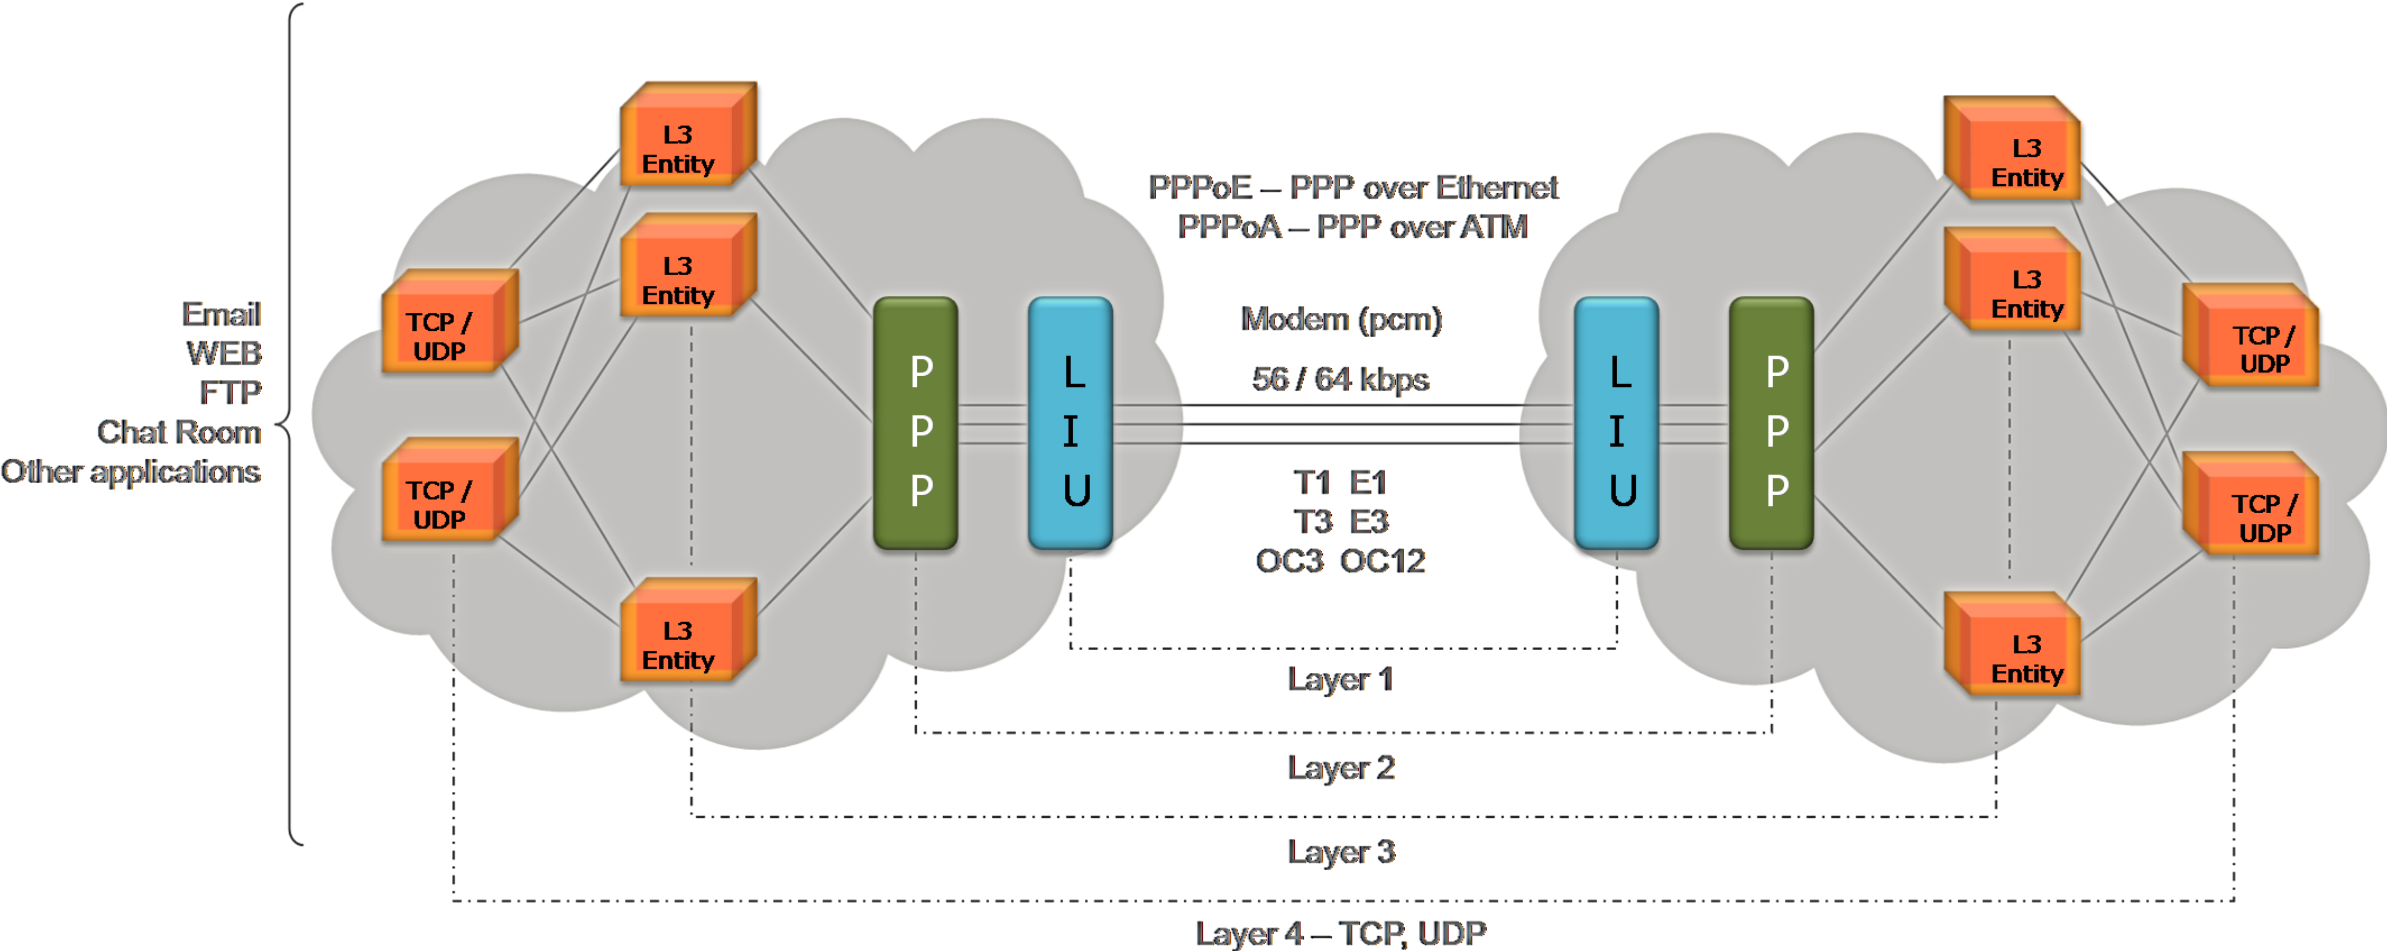 Email
WEB
FTP
Chat Room
Other applications
TCP /
UDP
TCP /
UDP
L3
Entity
L3
Entity
L3
Entity
P
P
P
L
I
U
PPPoE – PPP over Ethernet
PPPoA – PPP over ATM
Modem (pcm)
56 / 64 kbps
T1 E1
T3 E3
OC3 OC12
Layer 1
Layer 2
Layer 3
Layer 4 – TCP, UDP
L
I
U
P
P
P
L3
Entity
L3
Entity
L3
Entity
TCP /
UDP
TCP /
UDP